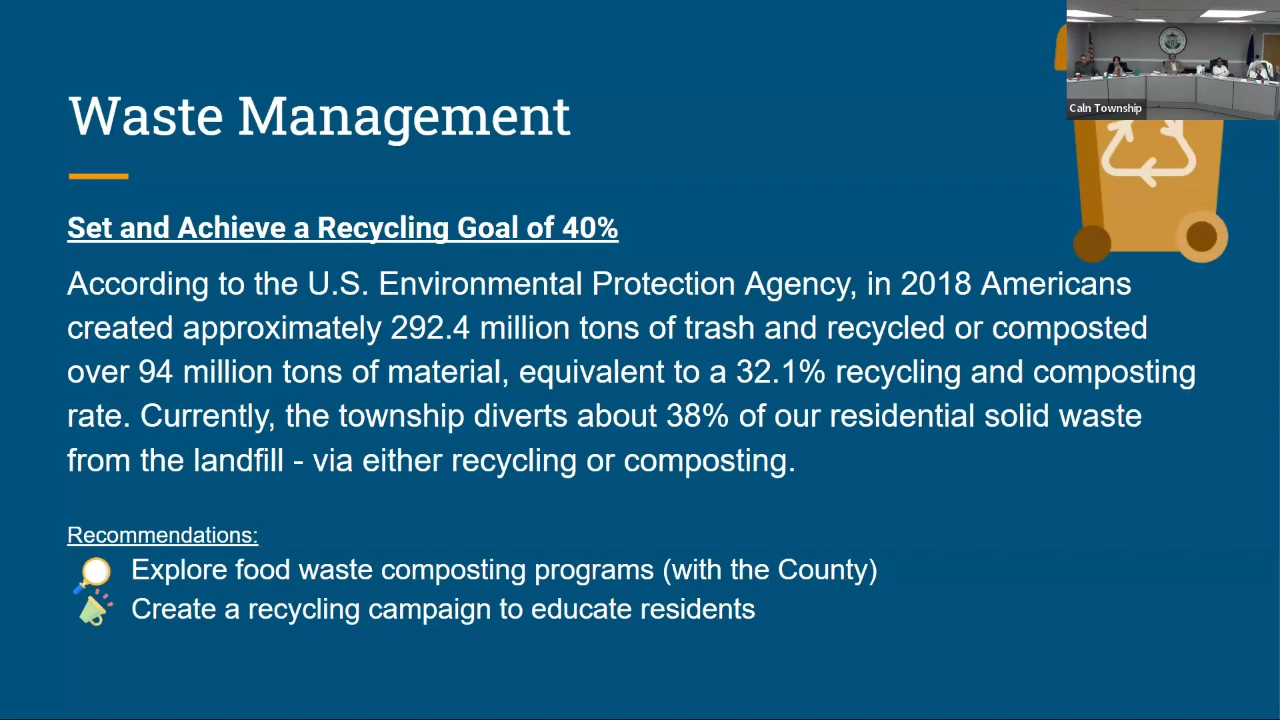 Caln Township
Waste Management
Set and Achieve a Recycling Goal of 40%
According to the U.S. Environmental Protection Agency, in 2018 Americans
created approximately 292.4 million tons of trash and recycled or composted
over 94 million tons of material, equivalent to a 32.1% recycling and composting
rate. Currently, the township diverts about 38% of our residential solid waste
from the landfill - via either recycling or composting.
Recommendations:
Explore food waste composting programs (with the County)
Create a recycling campaign to educate residents